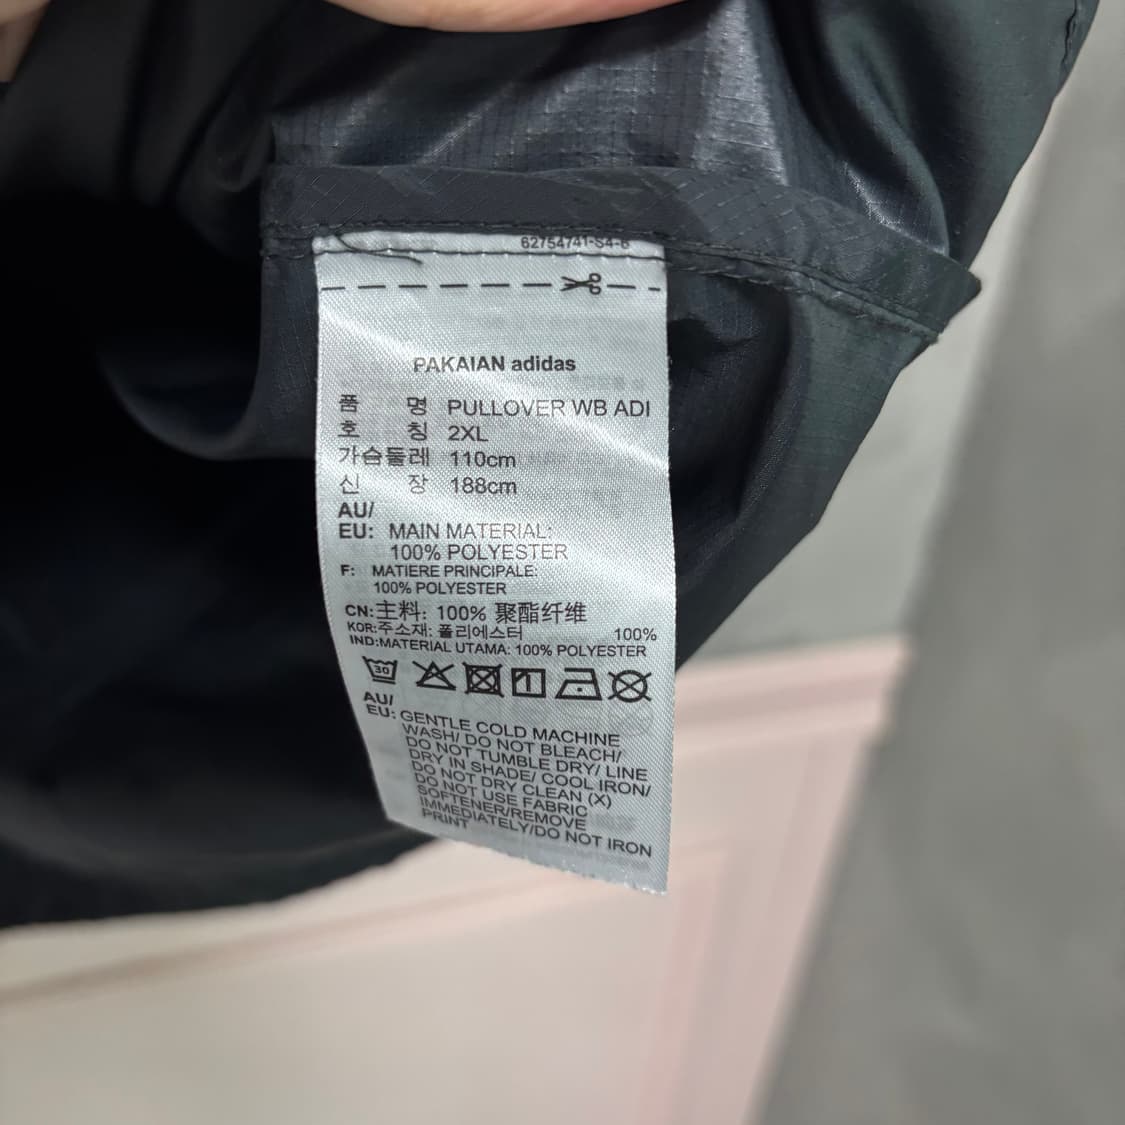 62754741-S4-6
PAKAIAN adidas
품 명 PULLOVER WB ADI
호 칭 2XL
가슴둘레 110cm
신 장 188cm
AU/
EU: MAIN MATERIAL:
100% POLYESTER
F: MATIERE PRINCIPALE:
100% POLYESTER
CN:主料: 100% 聚酯纤维
KOR:주소재: 폴리에스터 100%
IND:MATERIAL UTAMA: 100% POLYESTER
30
AU/
EU: GENTLE COLD MACHINE
WASH/ DO NOT BLEACH/
DO NOT TUMBLE DRY/ LINE
DRY IN SHADE/ COOL IRON/
DO NOT DRY CLEAN (X)
DO NOT USE FABRIC
SOFTENER/REMOVE
IMMEDIATELY/DO NOT IRON
PRINT